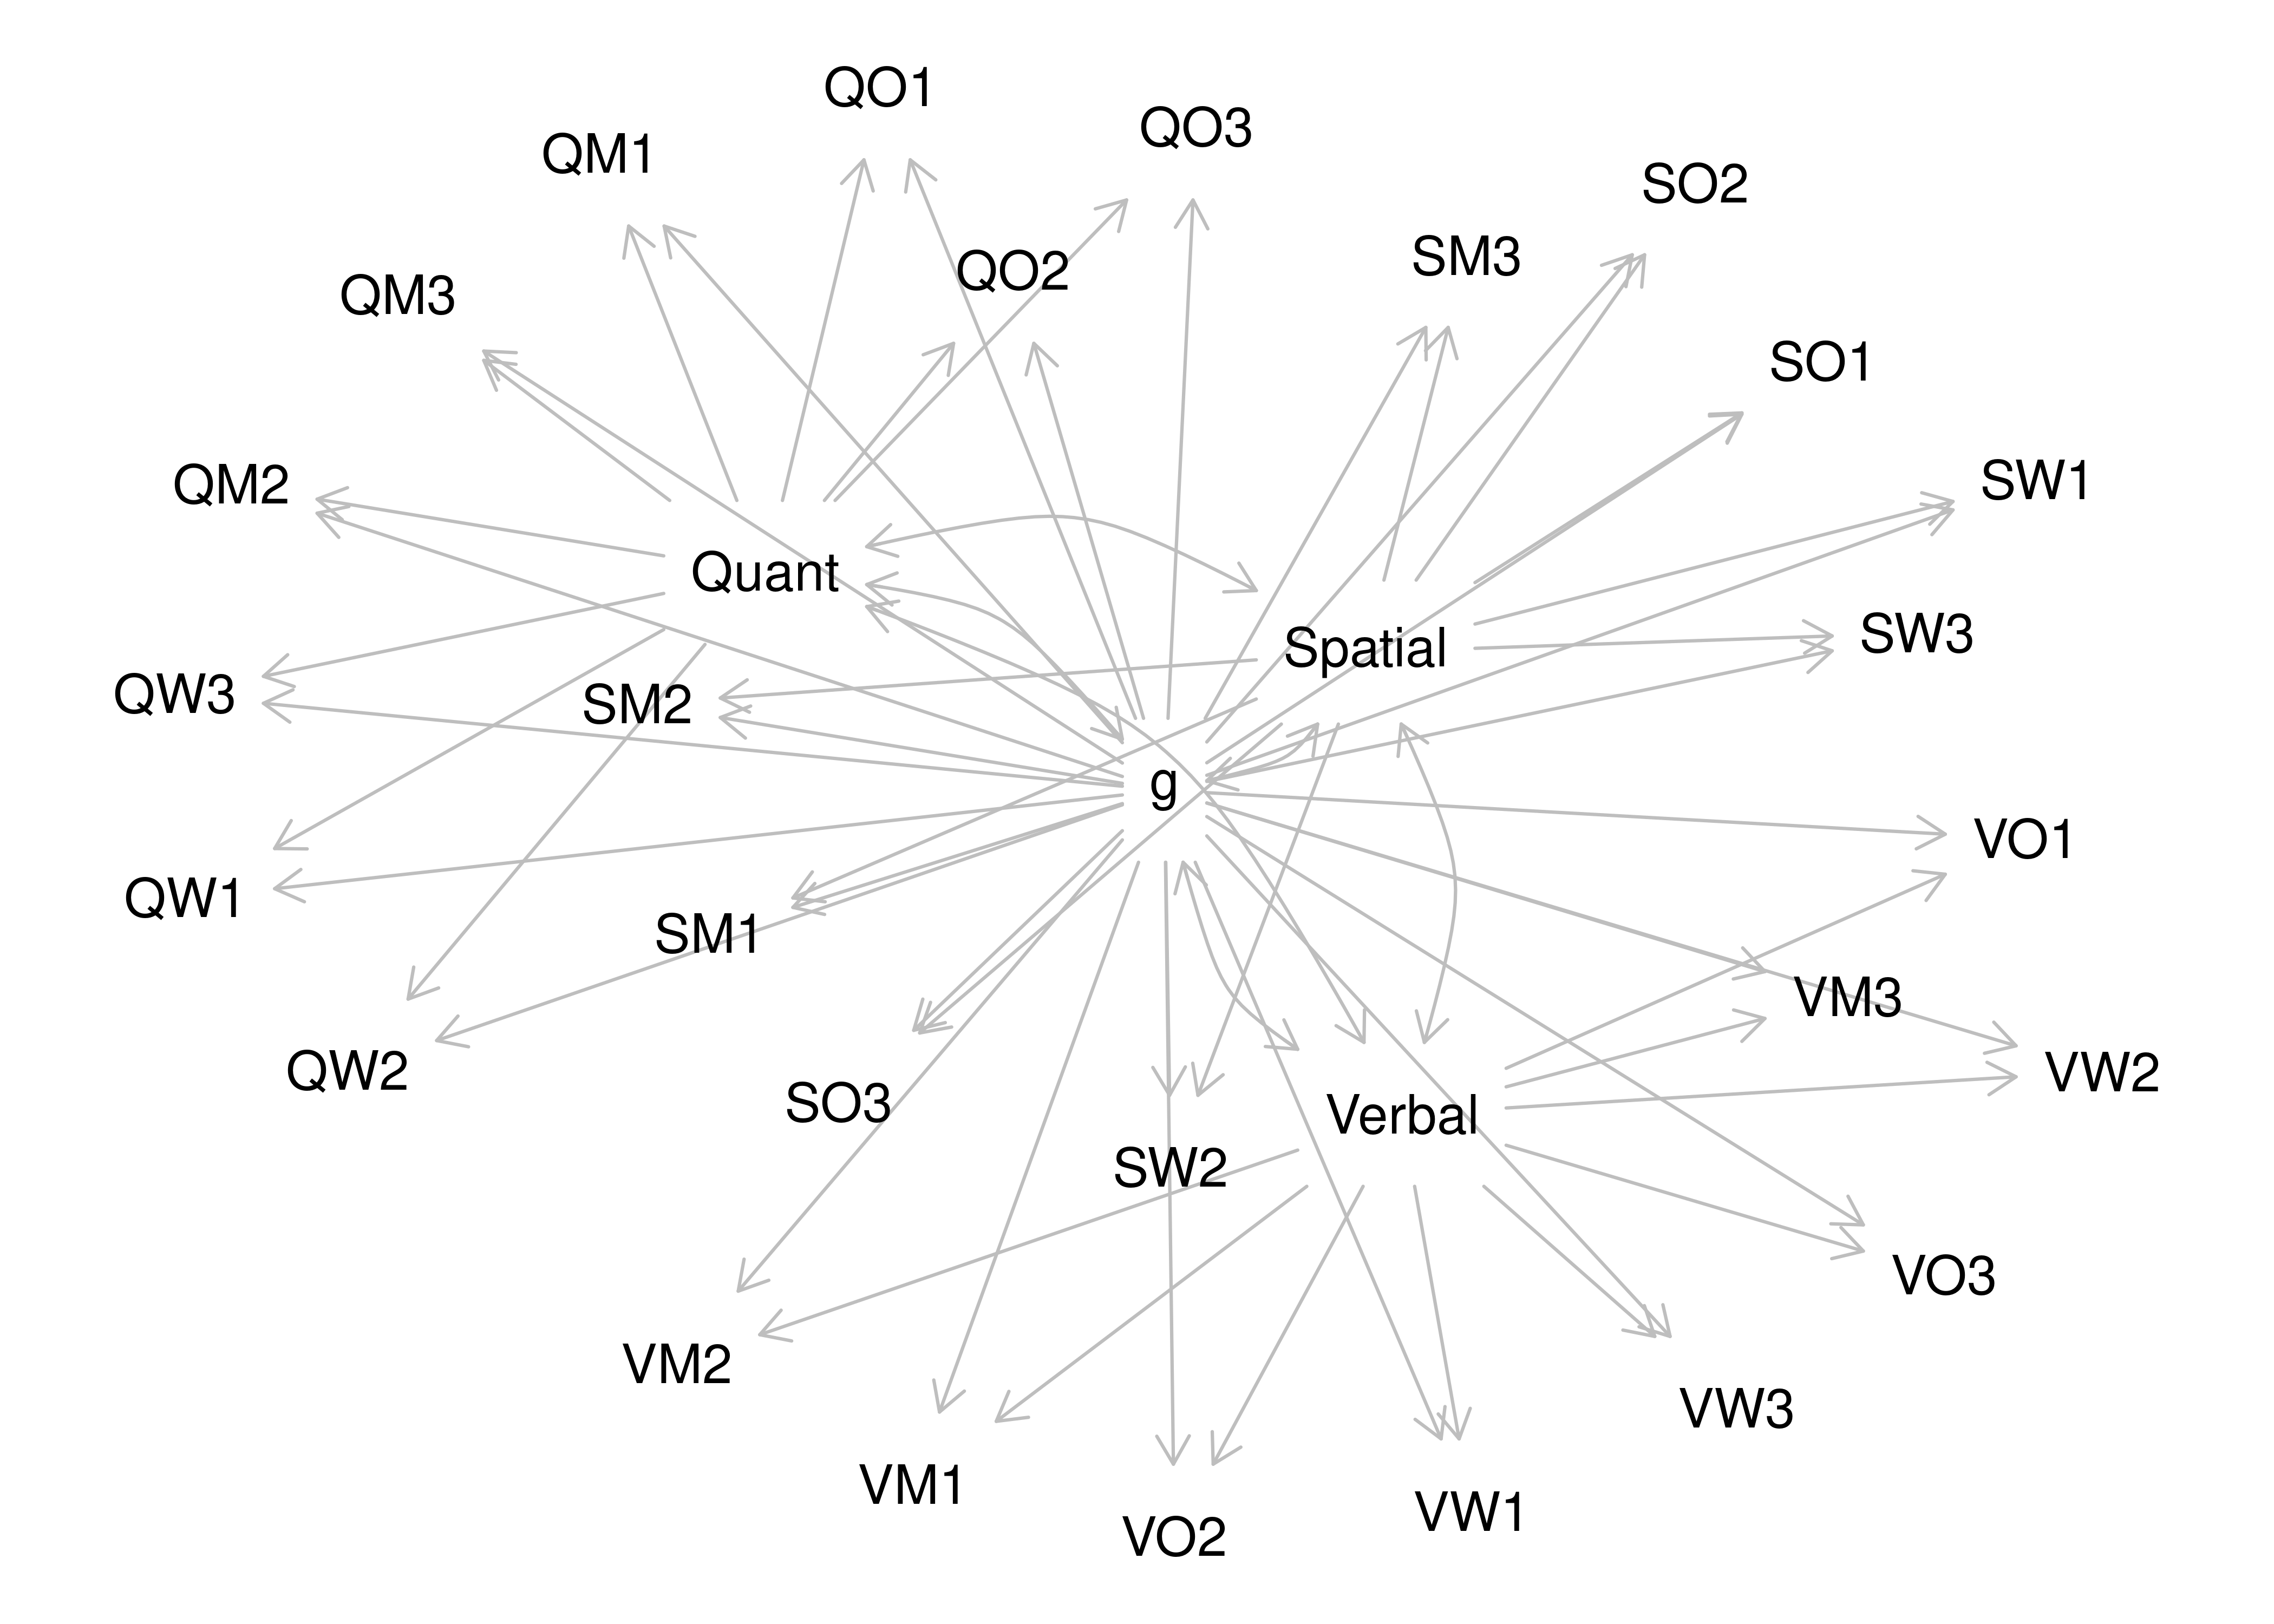 QO1
QO3
QM1
SO2
SM3
QO2
QM3
SO1
SW1
QM2
Quant
SW3
Spatial
QW3
SM2
g
VO1
QW1
SM1
VM3
QW2
VW2
SO3
Verbal
SW2
VO3
VM2
VW3
VM1
VW1
VO2